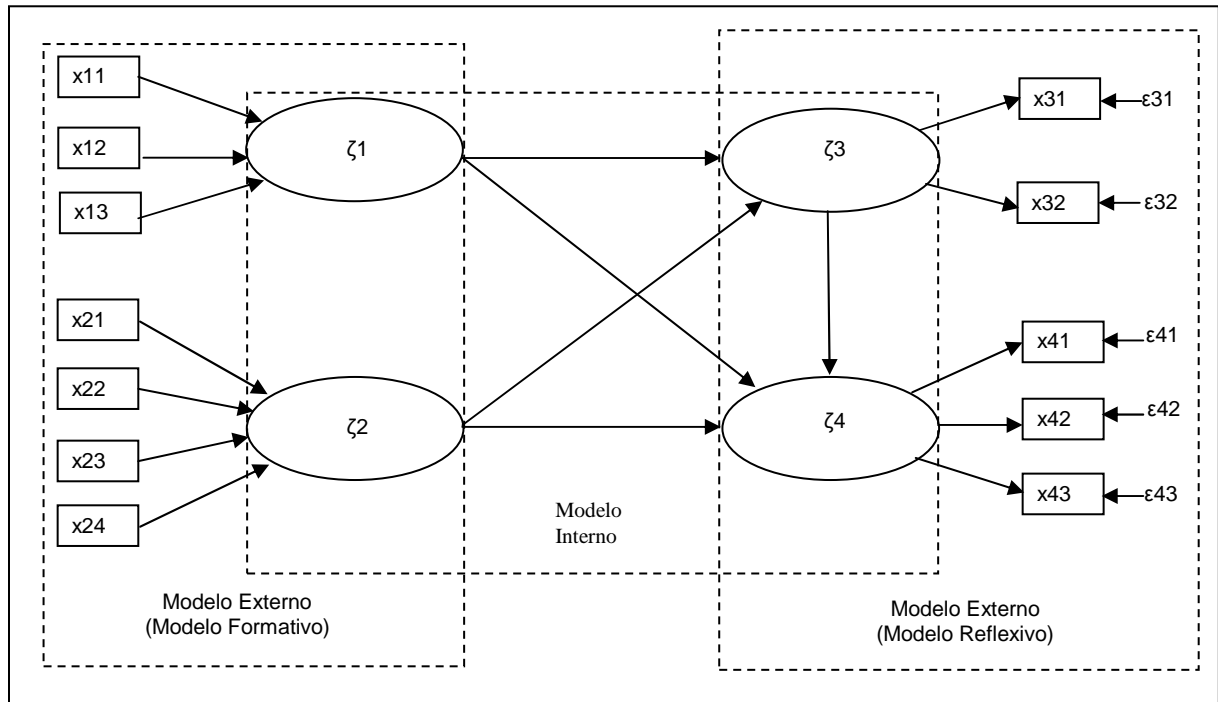 x11
x12
x13
ζ1
x21
x22
x23
x24
ζ2
ζ3
x31
ε31
x32
ε32
ζ4
x41
ε41
x42
ε42
x43
ε43
Modelo
Interno
Modelo Externo
(Modelo Formativo)
Modelo Externo
(Modelo Reflexivo)